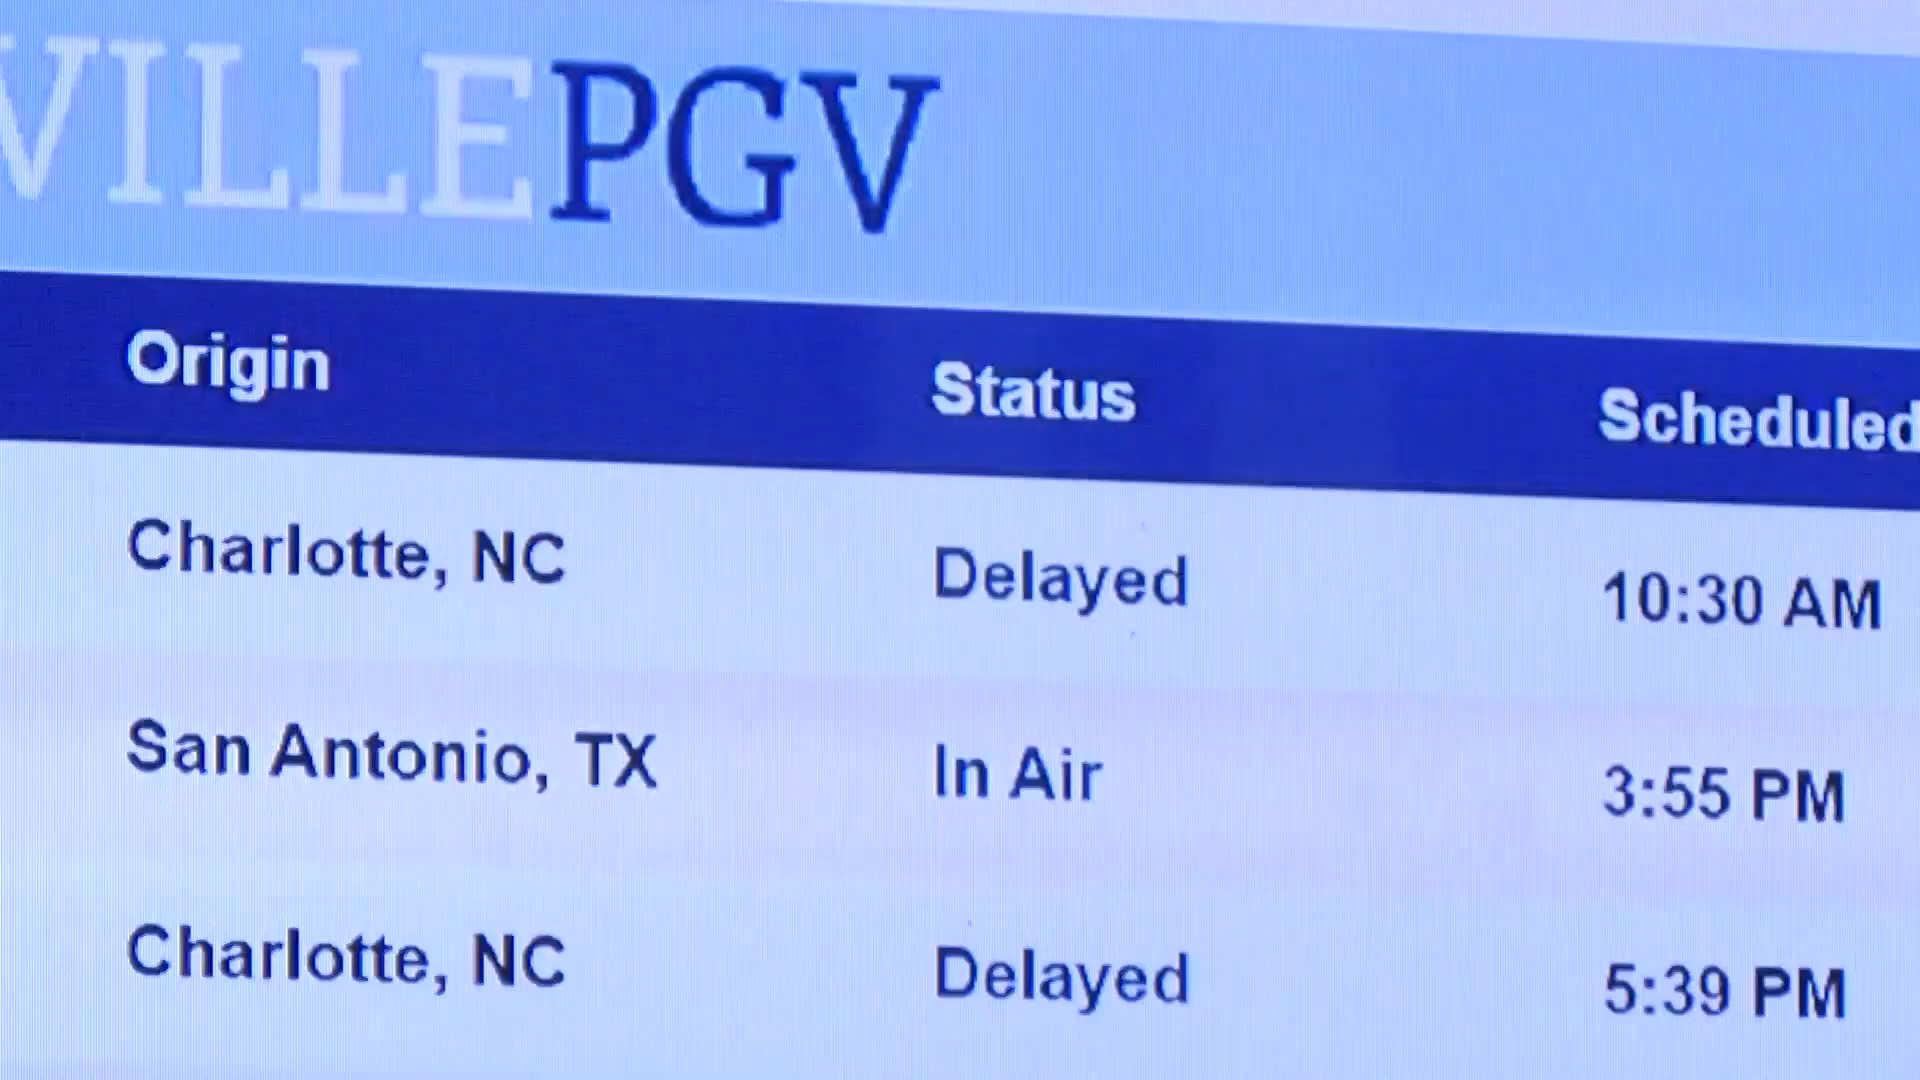 VILLEPGV
Origin Status Scheduled
Charlotte, NC Delayed 10:30 AM
San Antonio, TX In Air 3:55 PM
Charlotte, NC Delayed 5:39 PM